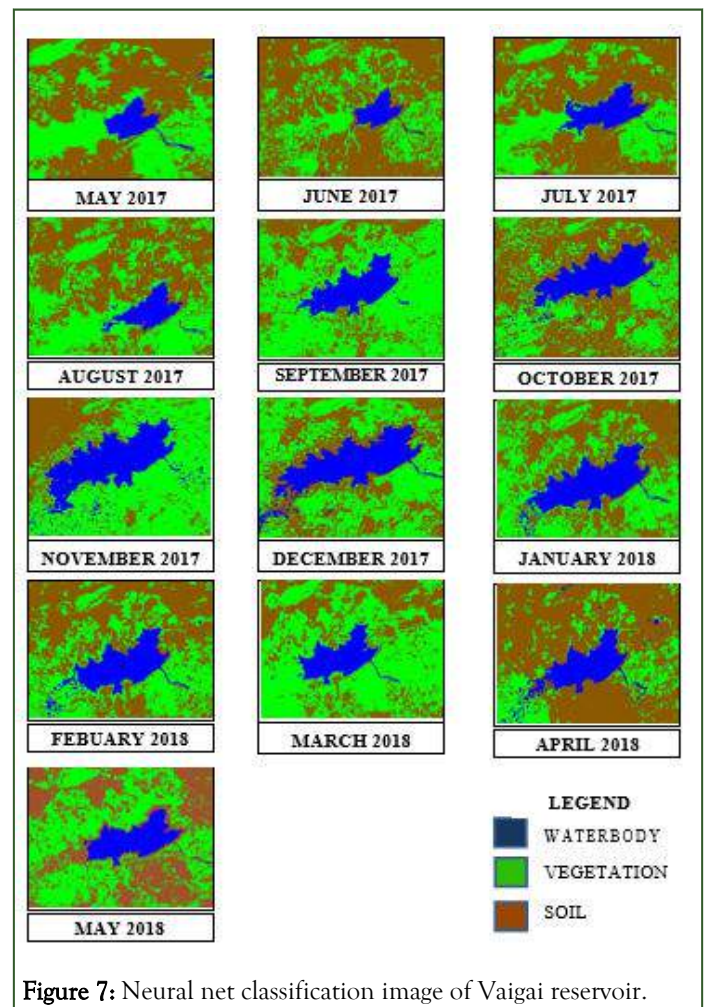 MAY 2017
JUNE 2017
JULY 2017
AUGUST 2017
SEPTEMBER 2017
OCTOBER 2017
NOVEMBER 2017
DECEMBER 2017
JANUARY 2018
FEBUARY 2018
MARCH 2018
APRIL 2018
MAY 2018
LEGEND
WATERBODY
VEGETATION
SOIL
Figure 7: Neural net classification image of Vaigai reservoir.